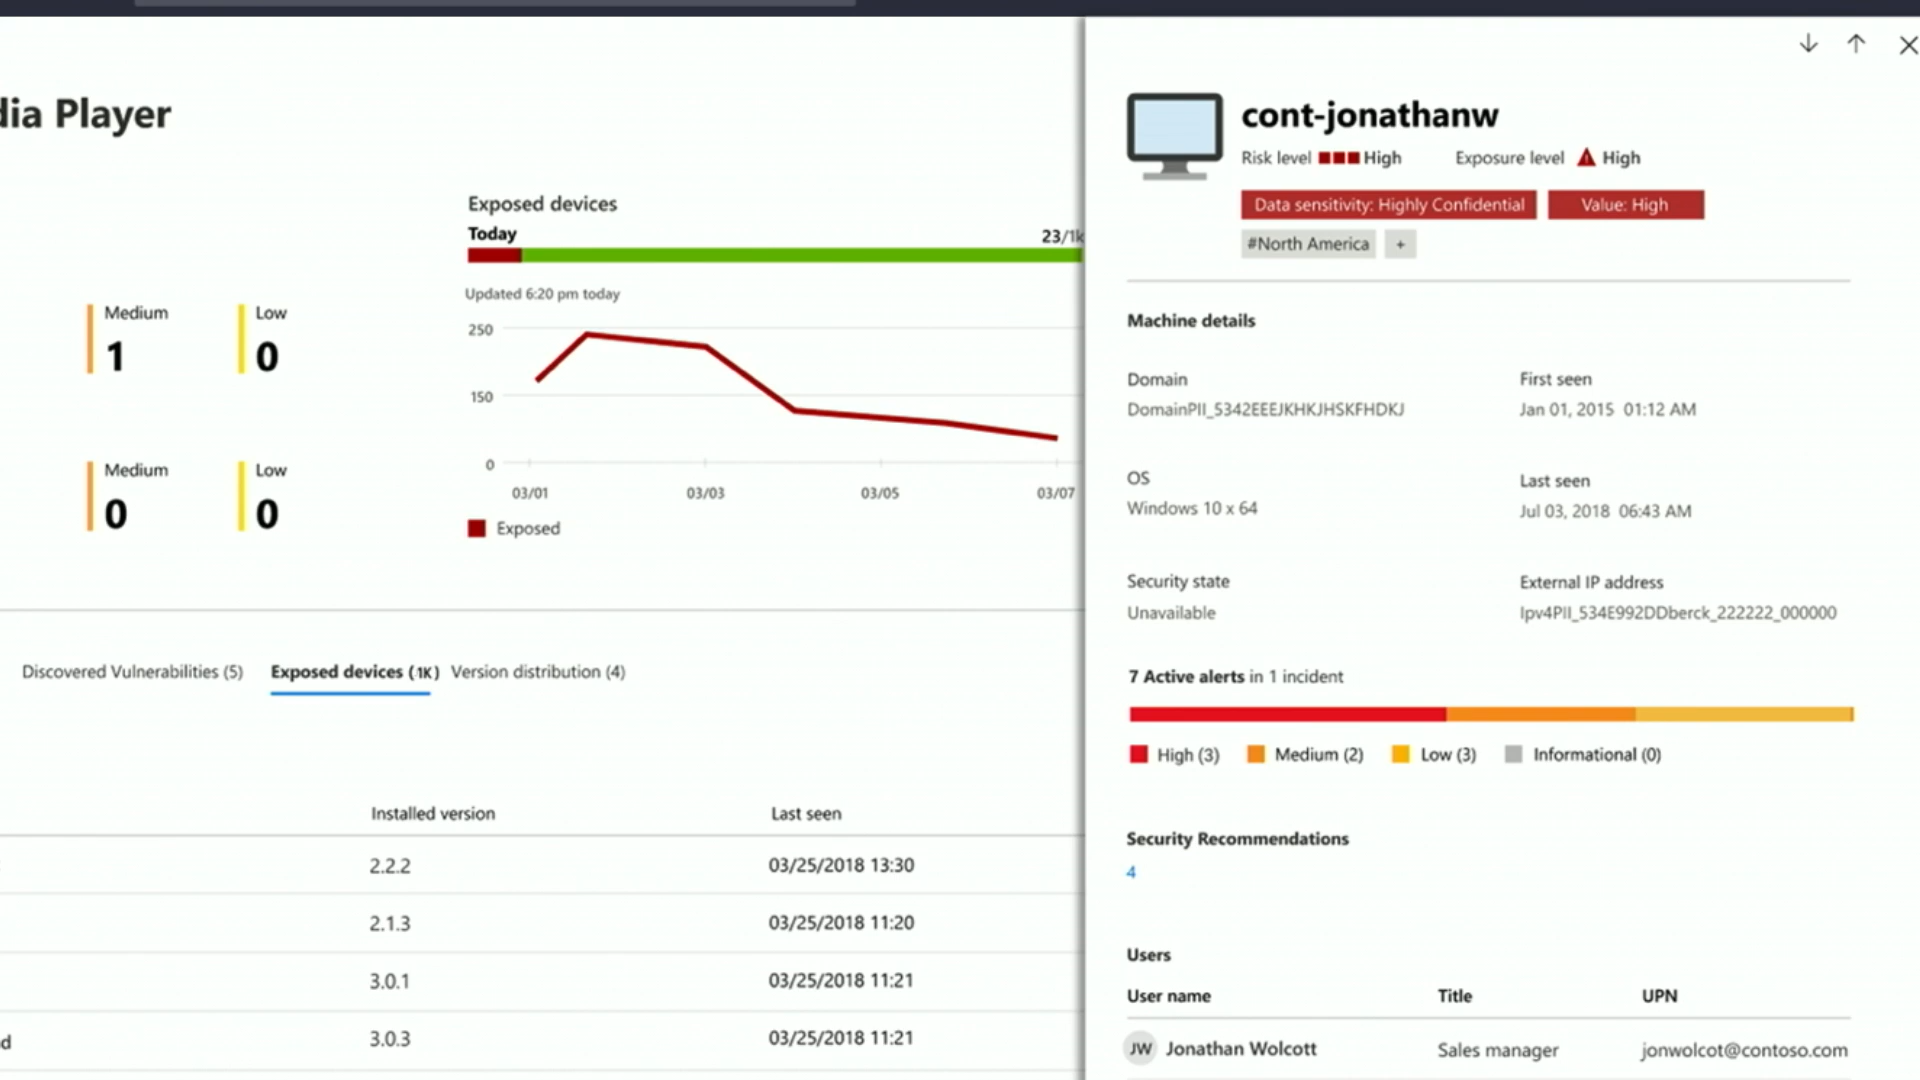 dia Player
Exposed devices
Today
23/1k
Updated 6:20 pm today
Medium
1
Low
0
Medium
0
Low
0
250
150
0
03/01
03/03
03/05
03/07
Exposed
Discovered Vulnerabilities (5)
Exposed devices (1K)
Version distribution (4)
Installed version
Last seen
2.2.2
03/25/2018 13:30
2.1.3
03/25/2018 11:20
3.0.1
03/25/2018 11:21
d
3.0.3
03/25/2018 11:21
cont-jonathanw
Risk level High
Exposure level High
Data sensitivity: Highly Confidential
Value: High
#North America
+
Machine details
Domain
DomainPII_5342EEEJKHKJHSKFHDKJ
First seen
Jan 01, 2015 01:12 AM
OS
Windows 10 x 64
Last seen
Jul 03, 2018 06:43 AM
Security state
Unavailable
External IP address
Ipv4PII_534E992DDberck_222222_000000
7 Active alerts in 1 incident
High (3)
Medium (2)
Low (3)
Informational (0)
Security Recommendations
4
Users
User name
Title
UPN
JW
Jonathan Wolcott
Sales manager
jonwolcot@contoso.com